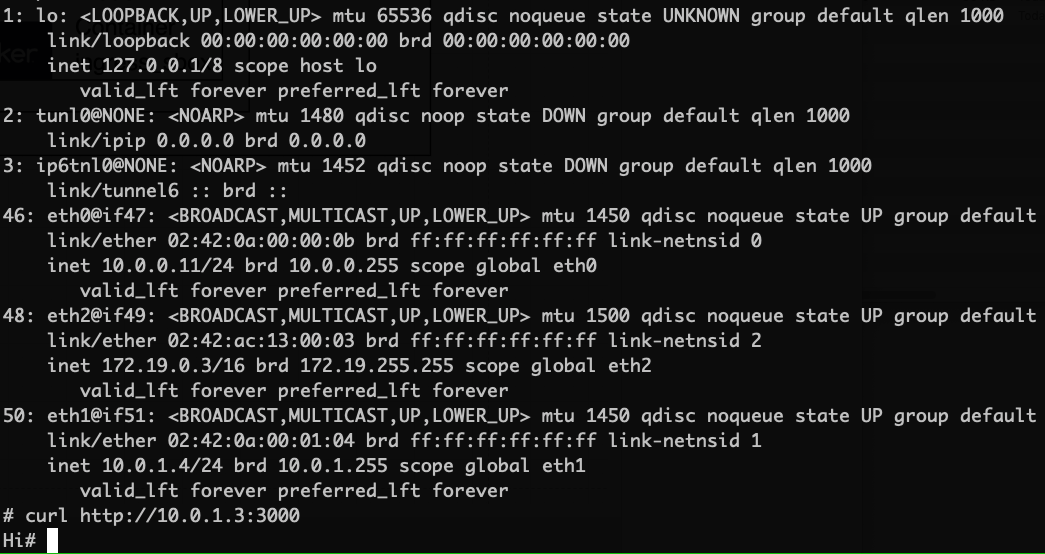 1: lo: <LOOPBACK,UP,LOWER_UP> mtu 65536 qdisc noqueue state UNKNOWN group default qlen 1000
link/loopback 00:00:00:00:00:00 brd 00:00:00:00:00:00
inet 127.0.0.1/8 scope host lo
valid_lft forever preferred_lft forever
2: tunl0@NONE: <NOARP> mtu 1480 qdisc noop state DOWN group default qlen 1000
link/ipip 0.0.0.0 brd 0.0.0.0
3: ip6tnl0@NONE: <NOARP> mtu 1452 qdisc noop state DOWN group default qlen 1000
link/tunnel6 :: brd ::
46: eth0@if47: <BROADCAST,MULTICAST,UP,LOWER_UP> mtu 1450 qdisc noqueue state UP group default
link/ether 02:42:0a:00:00:0b brd ff:ff:ff:ff:ff:ff link-netnsid 0
inet 10.0.0.11/24 brd 10.0.0.255 scope global eth0
valid_lft forever preferred_lft forever
48: eth2@if49: <BROADCAST,MULTICAST,UP,LOWER_UP> mtu 1500 qdisc noqueue state UP group default
link/ether 02:42:ac:13:00:03 brd ff:ff:ff:ff:ff:ff link-netnsid 2
inet 172.19.0.3/16 brd 172.19.255.255 scope global eth2
valid_lft forever preferred_lft forever
50: eth1@if51: <BROADCAST,MULTICAST,UP,LOWER_UP> mtu 1450 qdisc noqueue state UP group default
link/ether 02:42:0a:00:01:04 brd ff:ff:ff:ff:ff:ff link-netnsid 1
inet 10.0.1.4/24 brd 10.0.1.255 scope global eth1
valid_lft forever preferred_lft forever
# curl http://10.0.1.3:3000
Hi#